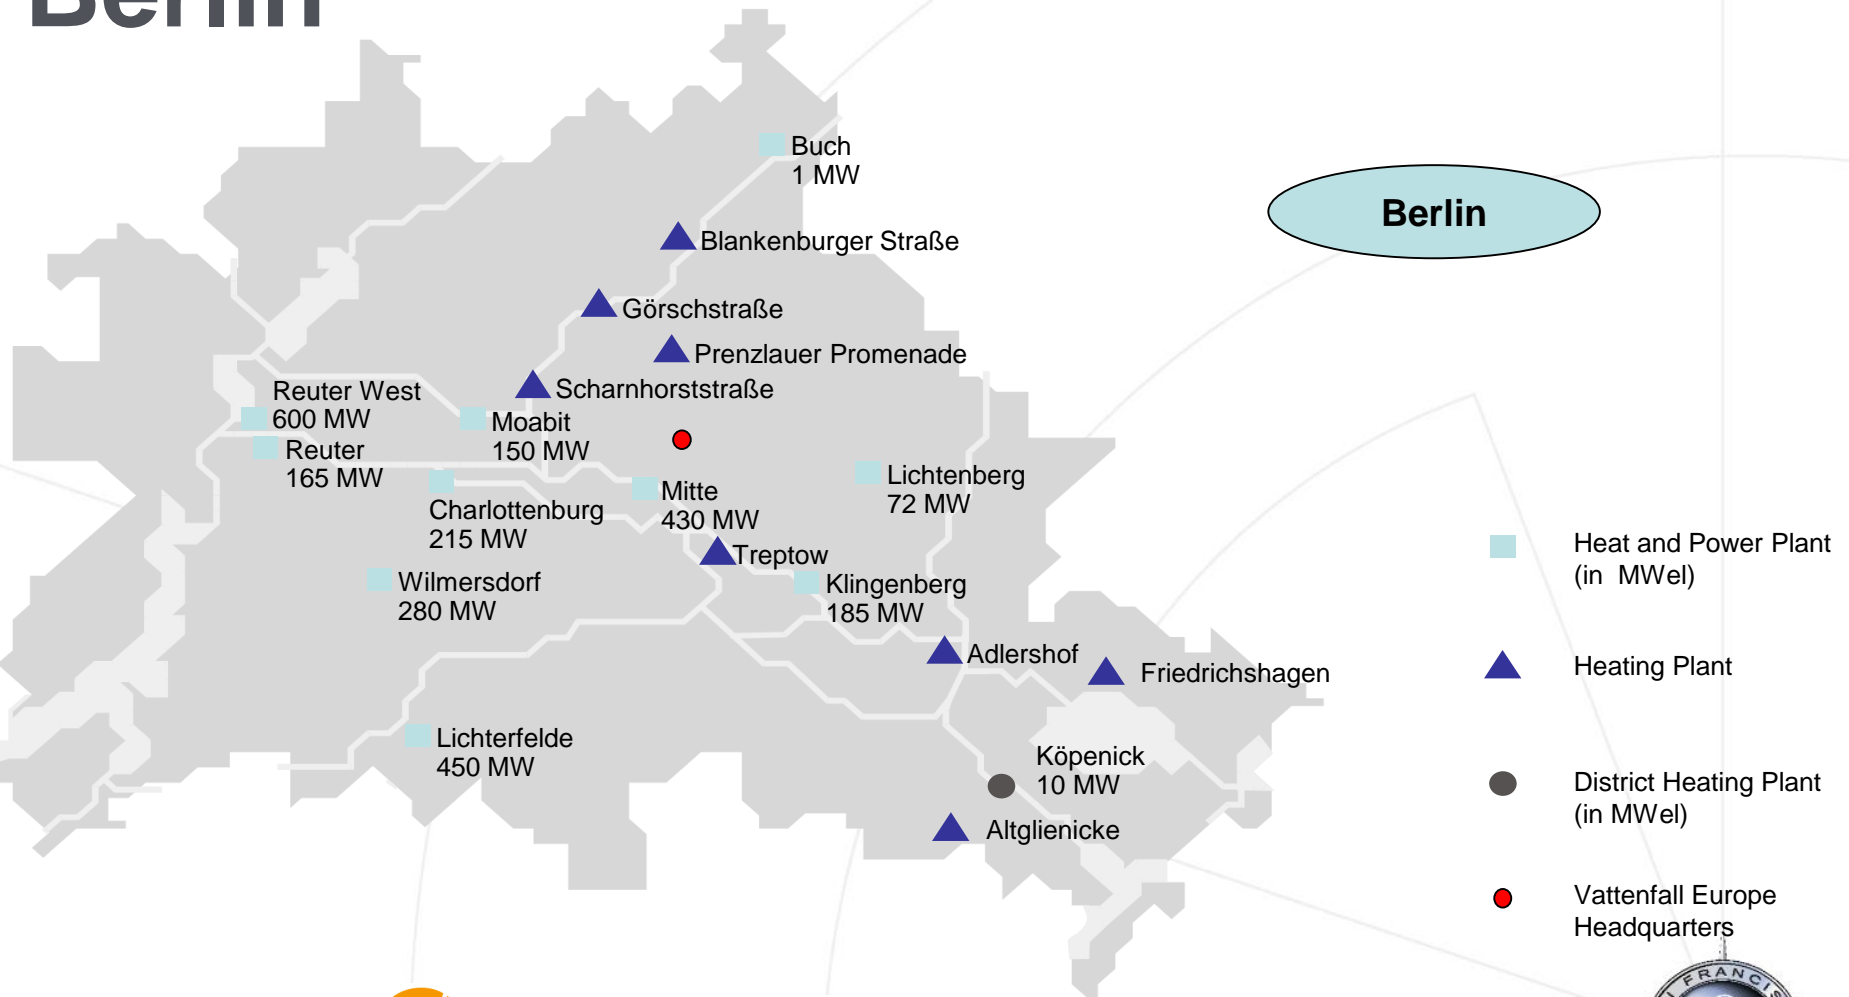 Berlin
Buch
1 MW
Berlin
Blankenburger Straße
Görschstraße
Prenzlauer Promenade
Scharnhorststraße
Reuter West
600 MW
Moabit
150 MW
Reuter
165 MW
Charlottenburg
215 MW
Mitte
430 MW
Lichtenberg
72 MW
Treptow
Wilmersdorf
280 MW
Klingenberg
185 MW
Adlershof
Friedrichshagen
Lichterfelde
450 MW
Köpenick
10 MW
Altglienicke
Heat and Power Plant
(in MWel)
Heating Plant
District Heating Plant
(in MWel)
Vattenfall Europe
Headquarters